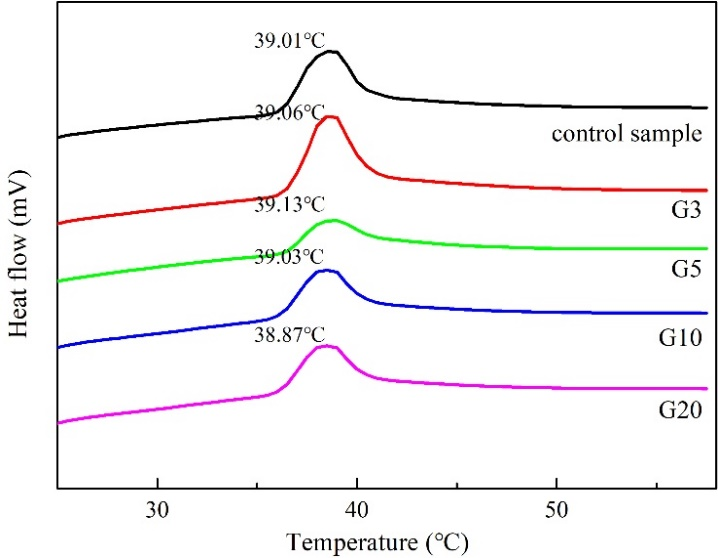 39.01℃
control sample
39.06℃
G3
39.13℃
G5
39.03℃
G10
38.87℃
G20
Heat flow (mV)
30 40 50
Temperature (℃)